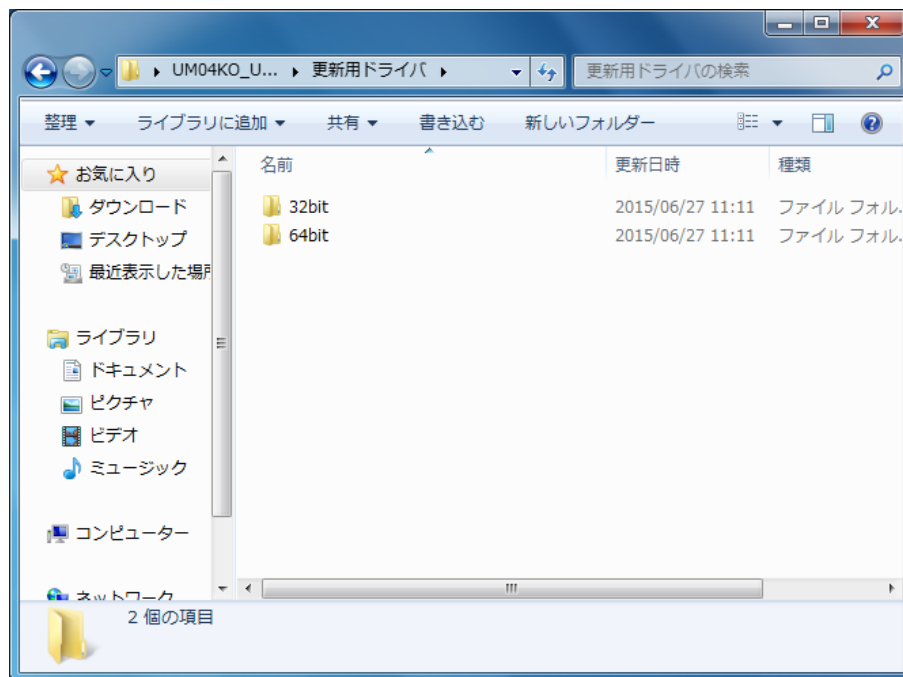 UM04KO_U... 更新用ドライバ 更新用ドライバの検索
整理 ライブラリに追加 共有 書き込む 新しいフォルダー
名前 更新日時 種類
お気に入り
ダウンロード
デスクトップ
最近表示した場所
ライブラリ
ドキュメント
ピクチャ
ビデオ
ミュージック
コンピューター
ネットワーク
32bit 2015/06/27 11:11 ファイル フォル
64bit 2015/06/27 11:11 ファイル フォル
2 個の項目